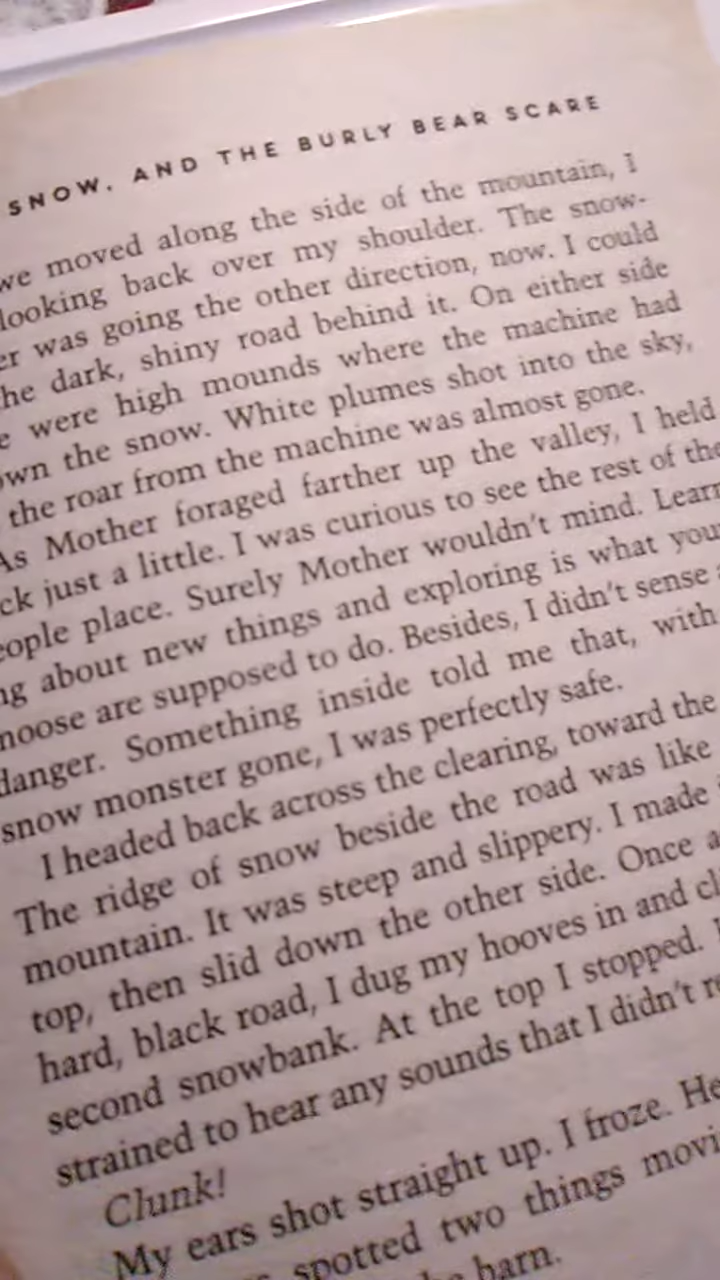 SNOW, AND THE BURLY BEAR SCARE
we moved along the side of the mountain, I
looking back over my shoulder. The snow-
er was going the other direction, now. I could
he dark, shiny road behind it. On either side
e were high mounds where the machine had
own the snow. White plumes shot into the sky,
the roar from the machine was almost gone.
As Mother foraged farther up the valley, I held
ck just a little. I was curious to see the rest of the
eople place. Surely Mother wouldn't mind. Learn
ng about new things and exploring is what you
moose are supposed to do. Besides, I didn't sense
danger. Something inside told me that, with
snow monster gone, I was perfectly safe.
I headed back across the clearing, toward the
The ridge of snow beside the road was like
mountain. It was steep and slippery. I made
top, then slid down the other side. Once a
hard, black road, I dug my hooves in and cli
second snowbank. At the top I stopped.
strained to hear any sounds that I didn't re
Clunk!
My ears shot straight up. I froze. He
spotted two things movi
barn.